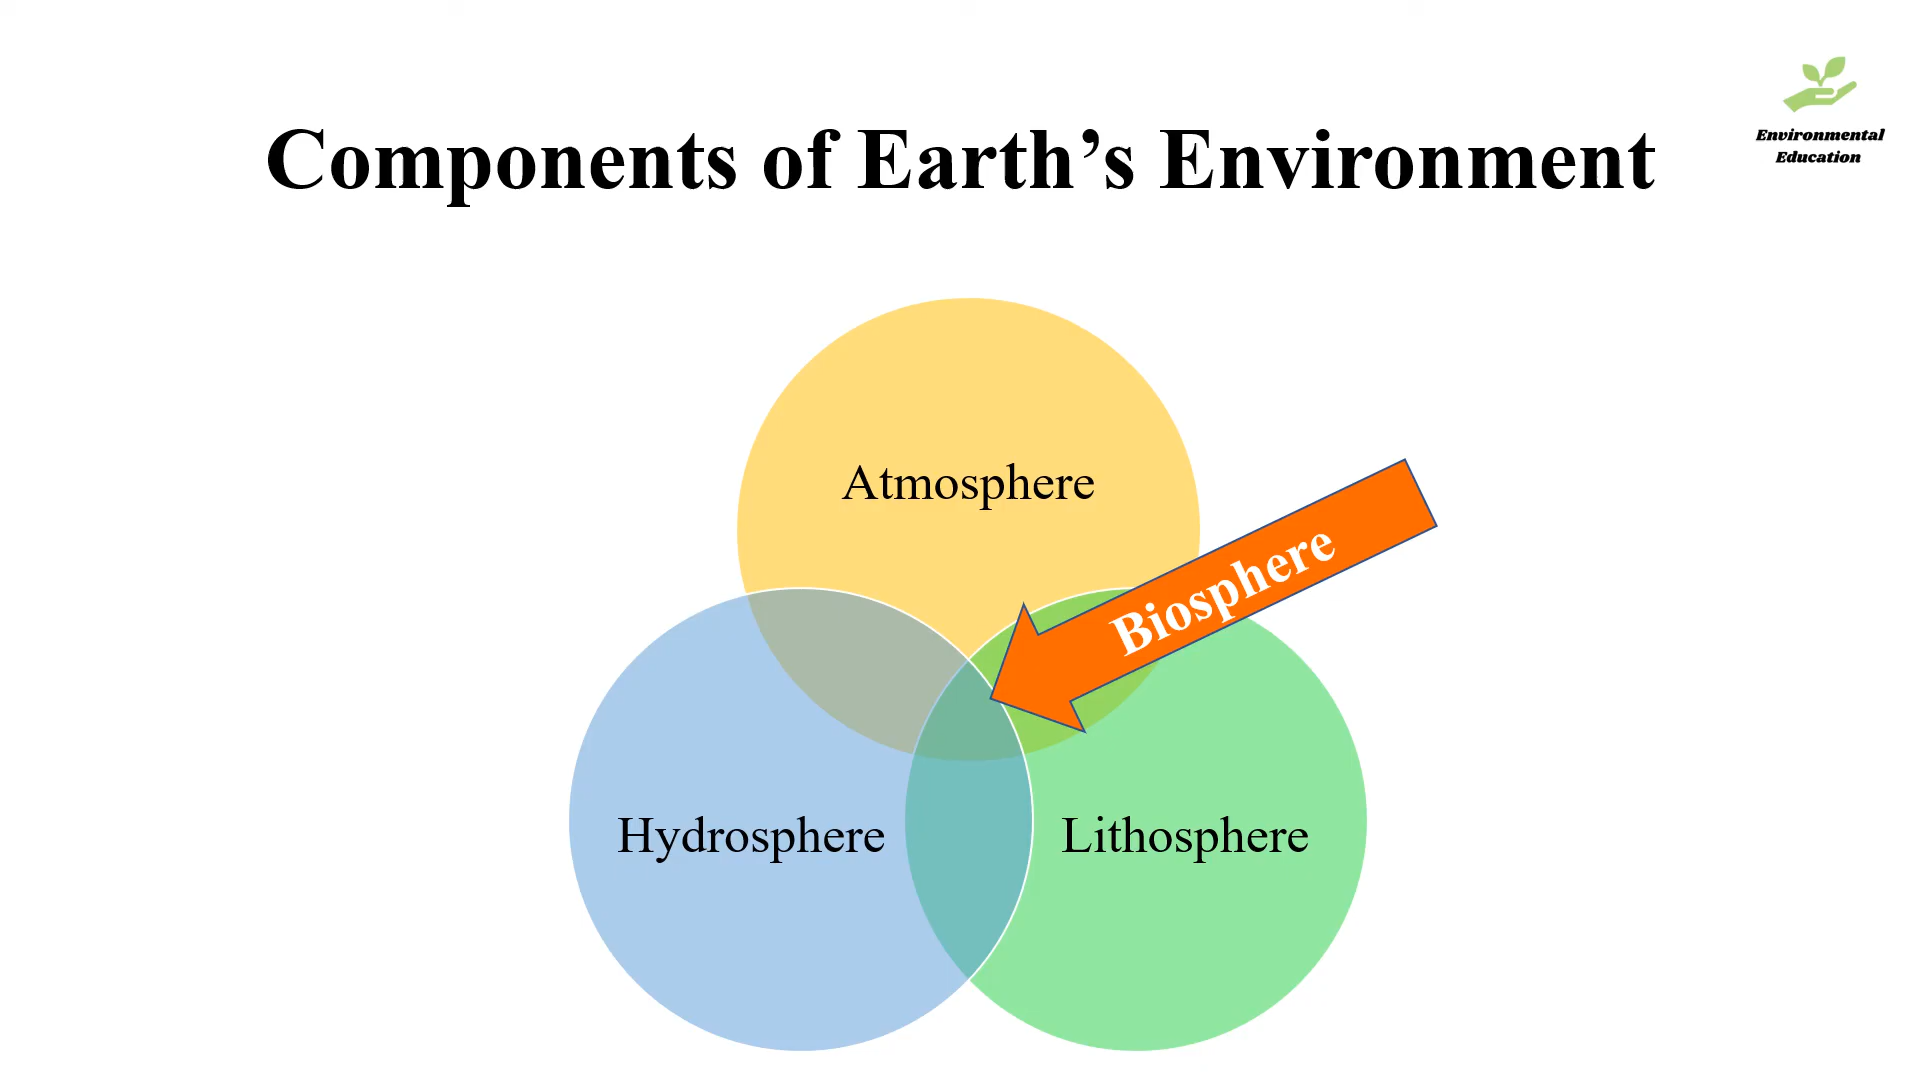 Environmental
Education
Components of Earth’s Environment
Atmosphere
Biosphere
Hydrosphere
Lithosphere